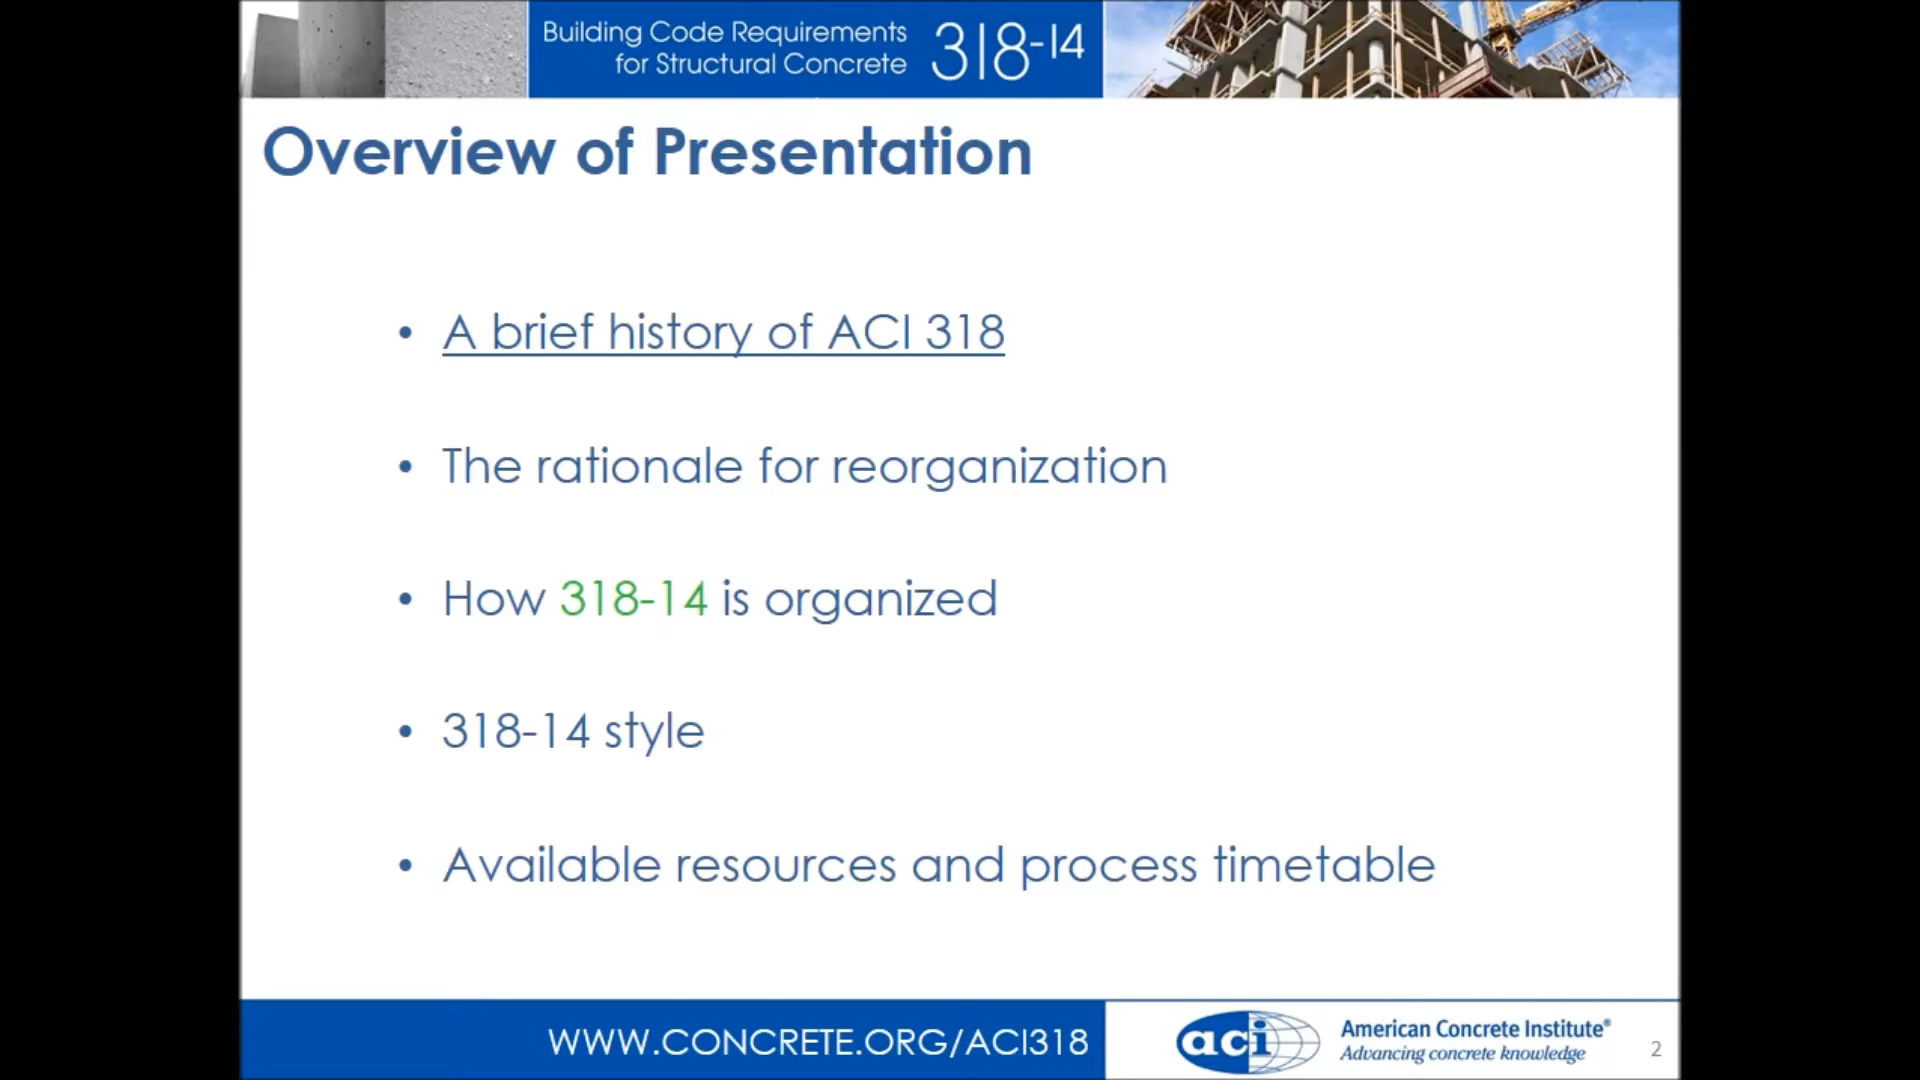 Building Code Requirements
for Structural Concrete
318-14
Overview of Presentation
• A brief history of ACI 318
• The rationale for reorganization
• How 318-14 is organized
• 318-14 style
• Available resources and process timetable
WWW.CONCRETE.ORG/ACI318
aci
American Concrete Institute®
Advancing concrete knowledge
2